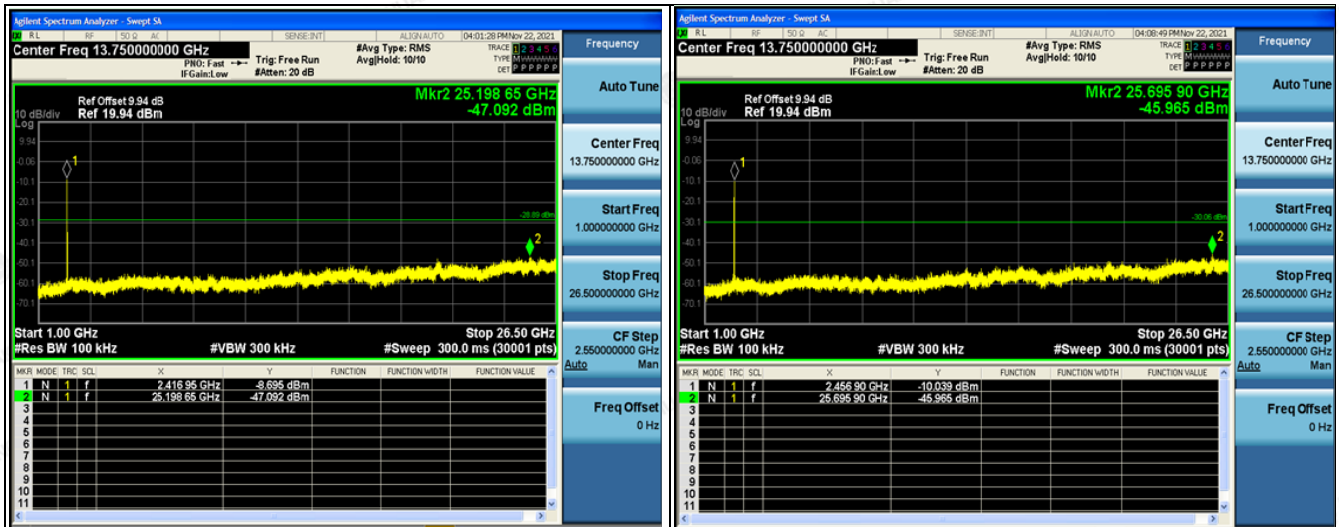 Agilent Spectrum Analyzer - Swept SA
RL RF 50 Ω AC SENSE:INT ALIGN AUTO 04:01:28 PM Nov 22, 2021
Center Freq 13.750000000 GHz
#Avg Type: RMS
TRACE 1 2 3 4 5 6
PNO: Fast Trig: Free Run Avg|Hold: 10/10 TYPE M
IFGain:Low #Atten: 20 dB DET P P P P P P
Mkr2 25.198 65 GHz
-47.092 dBm
Ref Offset 9.94 dB
10 dB/div Ref 19.94 dBm
Log
9.94
-0.06
-10.1
-20.1
-30.1
-40.1
-50.1
-60.1
-70.1
1
-28.89 dBm
2
Start 1.00 GHz Stop 26.50 GHz
#Res BW 100 kHz #VBW 300 kHz #Sweep 300.0 ms (30001 pts)
MKR MODE TRC SCL X Y FUNCTION FUNCTION WIDTH FUNCTION VALUE
1 N 1 f 2.416 95 GHz -8.695 dBm
2 N 1 f 25.198 65 GHz -47.092 dBm
3
4
5
6
7
8
9
10
11
Frequency
Auto Tune
Center Freq
13.750000000 GHz
Start Freq
1.000000000 GHz
Stop Freq
26.500000000 GHz
CF Step
2.550000000 GHz
Auto Man
Freq Offset
0 Hz
Agilent Spectrum Analyzer - Swept SA
RL RF 50 Ω AC SENSE:INT ALIGN AUTO 04:08:49 PM Nov 22, 2021
Center Freq 13.750000000 GHz
#Avg Type: RMS
TRACE 1 2 3 4 5 6
PNO: Fast Trig: Free Run Avg|Hold: 10/10 TYPE M
IFGain:Low #Atten: 20 dB DET P P P P P P
Mkr2 25.695 90 GHz
-45.965 dBm
Ref Offset 9.94 dB
10 dB/div Ref 19.94 dBm
Log
9.94
-0.06
-10.1
-20.1
-30.1
-40.1
-50.1
-60.1
-70.1
1
-30.06 dBm
2
Start 1.00 GHz Stop 26.50 GHz
#Res BW 100 kHz #VBW 300 kHz #Sweep 300.0 ms (30001 pts)
MKR MODE TRC SCL X Y FUNCTION FUNCTION WIDTH FUNCTION VALUE
1 N 1 f 2.456 90 GHz -10.039 dBm
2 N 1 f 25.695 90 GHz -45.965 dBm
3
4
5
6
7
8
9
10
11
Frequency
Auto Tune
Center Freq
13.750000000 GHz
Start Freq
1.000000000 GHz
Stop Freq
26.500000000 GHz
CF Step
2.550000000 GHz
Auto Man
Freq Offset
0 Hz